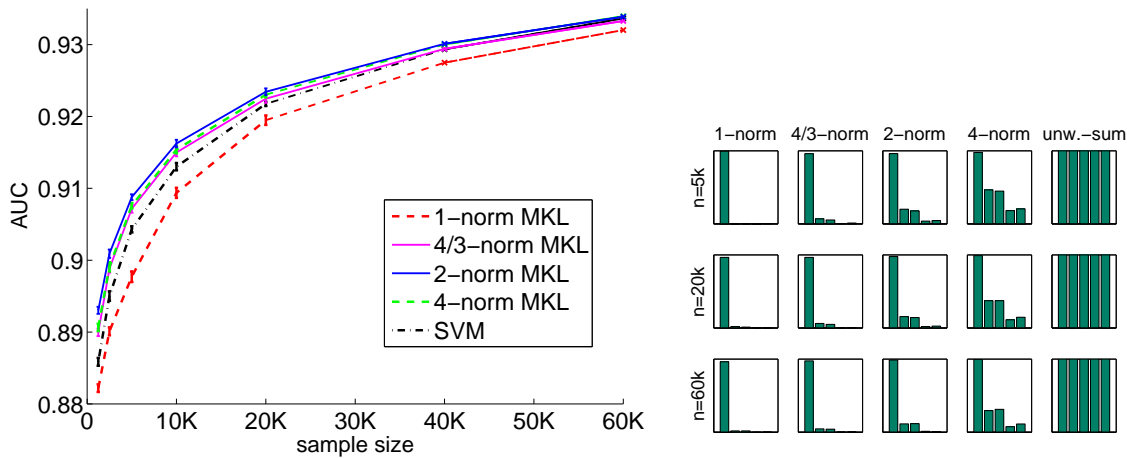 0.93
0.92
0.91
0.9
0.89
0.88
AUC
0 10K 20K 30K 40K 50K 60K
sample size
1−norm MKL
4/3−norm MKL
2−norm MKL
4−norm MKL
SVM
1−norm 4/3−norm 2−norm 4−norm unw.−sum
n=5k
n=20k
n=60k